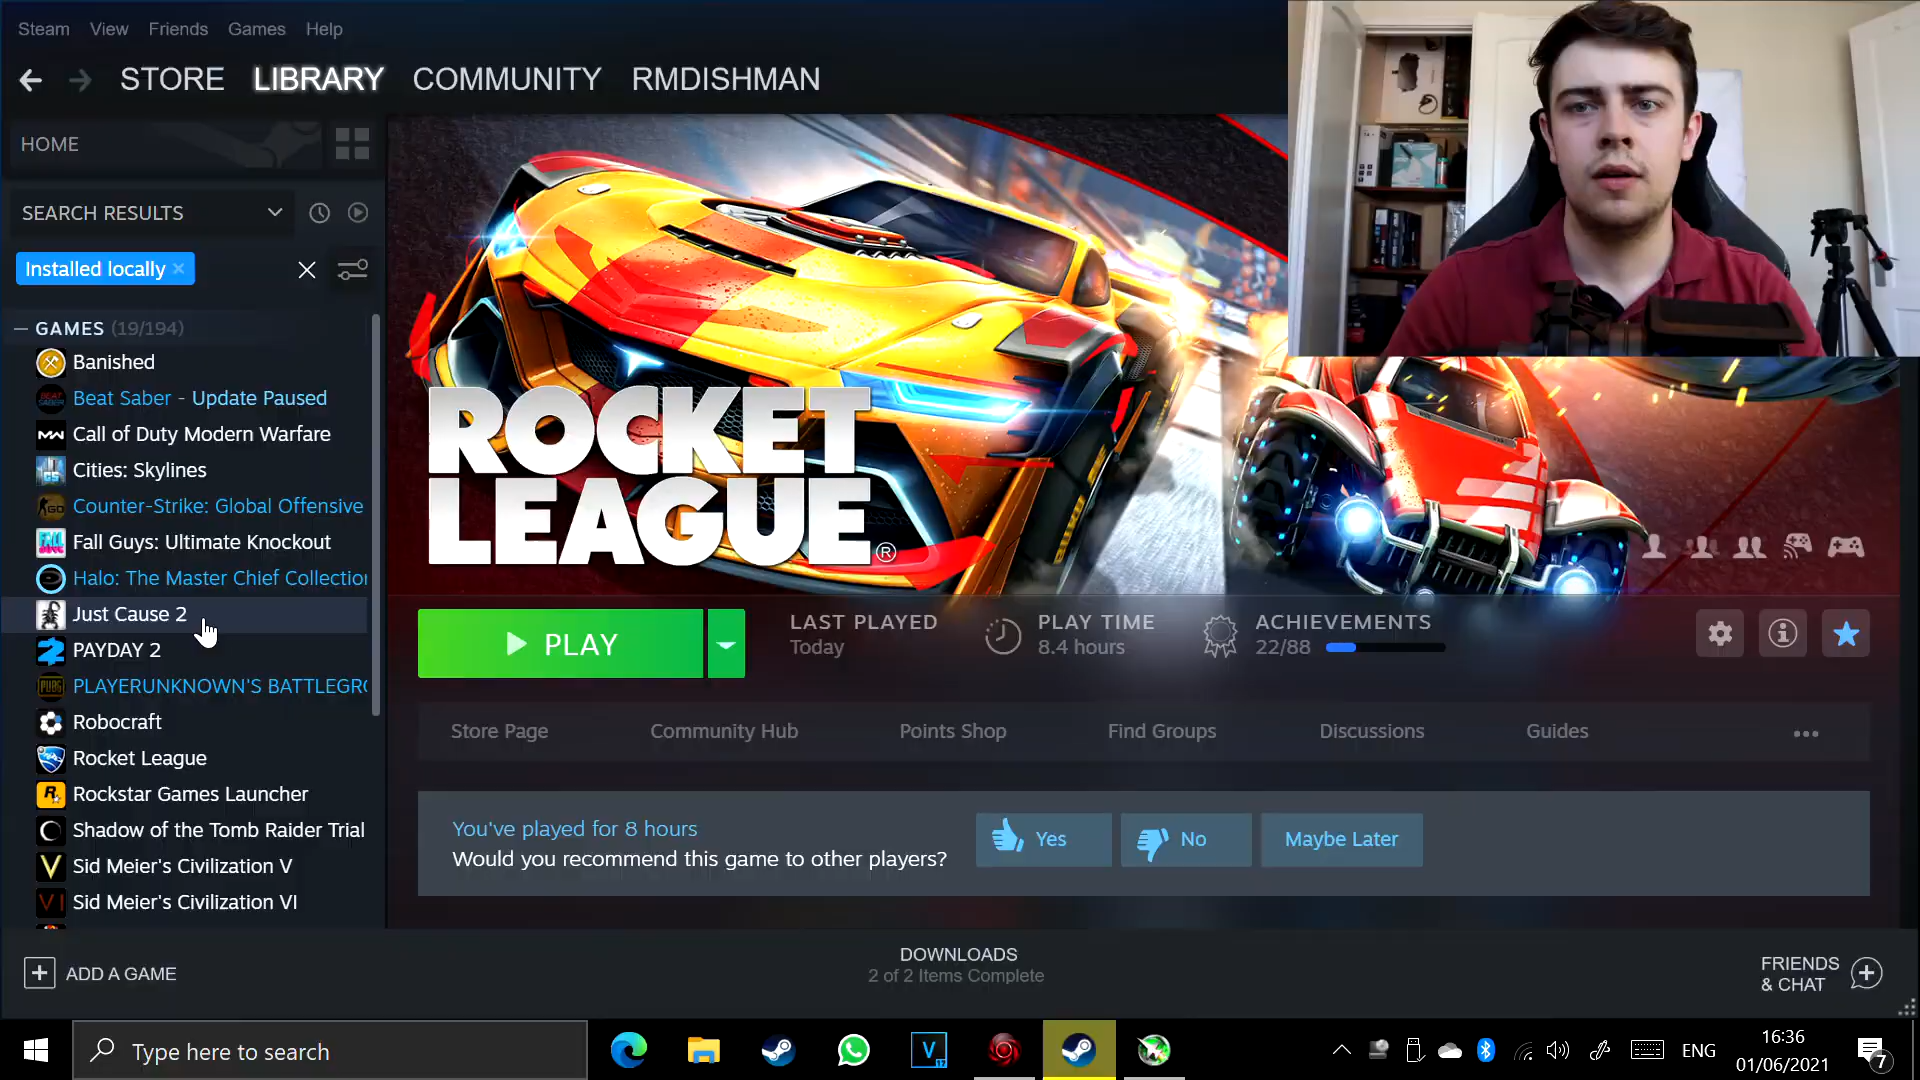 Steam View Friends Games Help
STORE LIBRARY COMMUNITY RMDISHMAN
HOME
SEARCH RESULTS
Installed locally ×
GAMES (19/194)
Banished
Beat Saber - Update Paused
Call of Duty Modern Warfare
Cities: Skylines
Counter-Strike: Global Offensive
Fall Guys: Ultimate Knockout
Halo: The Master Chief Collection
Just Cause 2
PAYDAY 2
PLAYERUNKNOWN'S BATTLEGRO
Robocraft
Rocket League
Rockstar Games Launcher
Shadow of the Tomb Raider Trial
Sid Meier's Civilization V
Sid Meier's Civilization VI
ROCKET
LEAGUE®
PLAY
LAST PLAYED
Today
PLAY TIME
8.4 hours
ACHIEVEMENTS
22/88
Store Page Community Hub Points Shop Find Groups Discussions Guides
You've played for 8 hours
Would you recommend this game to other players?
Yes No Maybe Later
ADD A GAME
DOWNLOADS
2 of 2 Items Complete
FRIENDS
& CHAT
Type here to search
ENG
16:36
01/06/2021
7